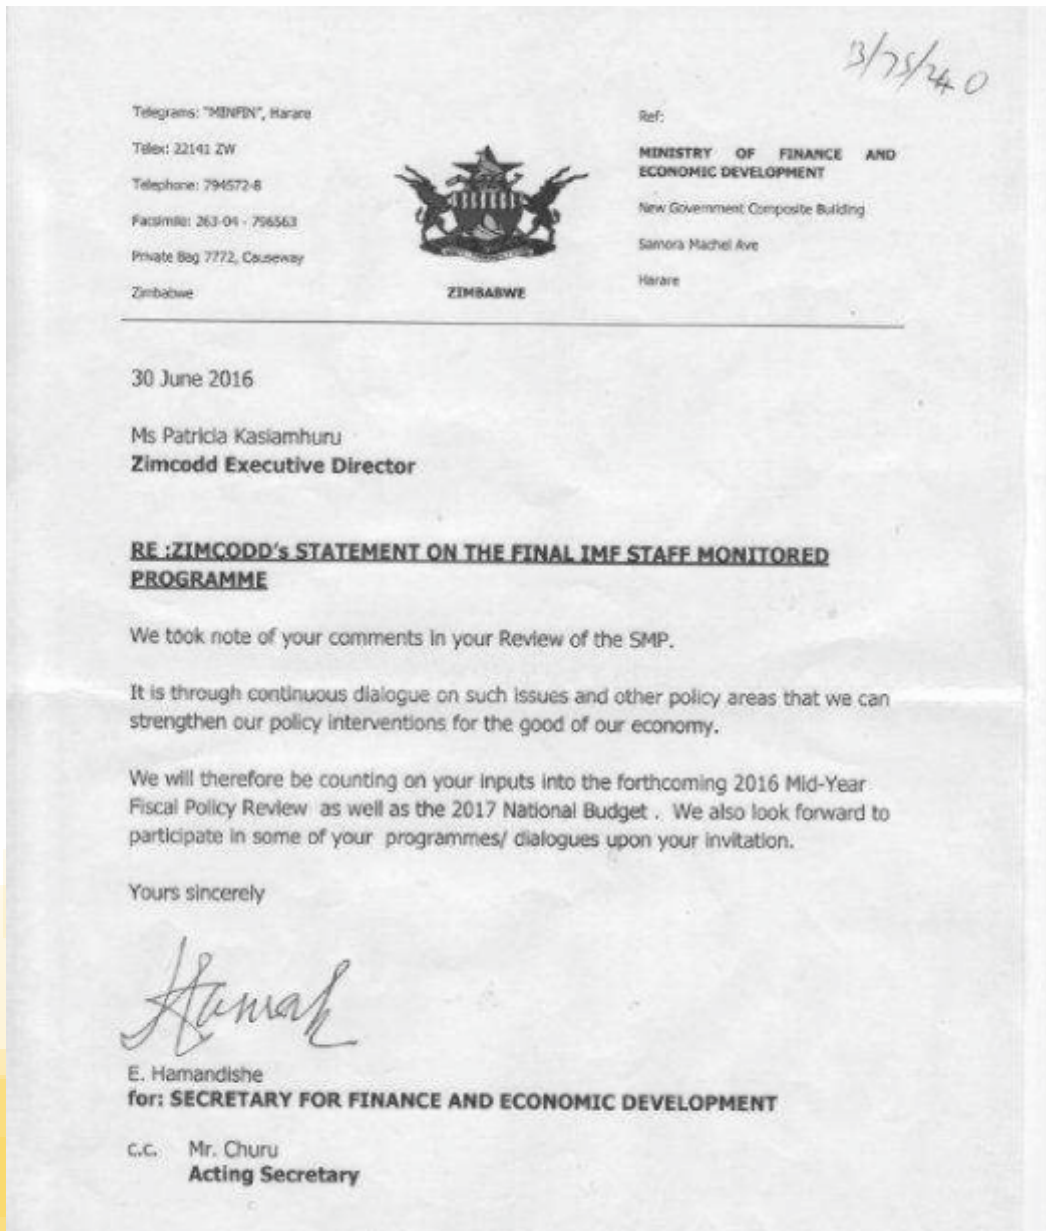 Telegrams: "MINFIN", Harare
Telex: 22141 ZW
Telephone: 794572-8
Facsimile: 263-04 - 796563
Private Bag 7772, Causeway
Zimbabwe
ZIMBABWE
Ref:
MINISTRY OF FINANCE AND
ECONOMIC DEVELOPMENT
New Government Composite Building
Samora Machel Ave
Harare
30 June 2016
Ms Patricia Kasiamhuru
Zimcodd Executive Director
RE :ZIMCODD's STATEMENT ON THE FINAL IMF STAFF MONITORED
PROGRAMME
We took note of your comments in your Review of the SMP.
It is through continuous dialogue on such issues and other policy areas that we can
strengthen our policy interventions for the good of our economy.
We will therefore be counting on your inputs into the forthcoming 2016 Mid-Year
Fiscal Policy Review as well as the 2017 National Budget . We also look forward to
participate in some of your programmes/ dialogues upon your invitation.
Yours sincerely
E. Hamandishe
for: SECRETARY FOR FINANCE AND ECONOMIC DEVELOPMENT
c.c. Mr. Churu
Acting Secretary